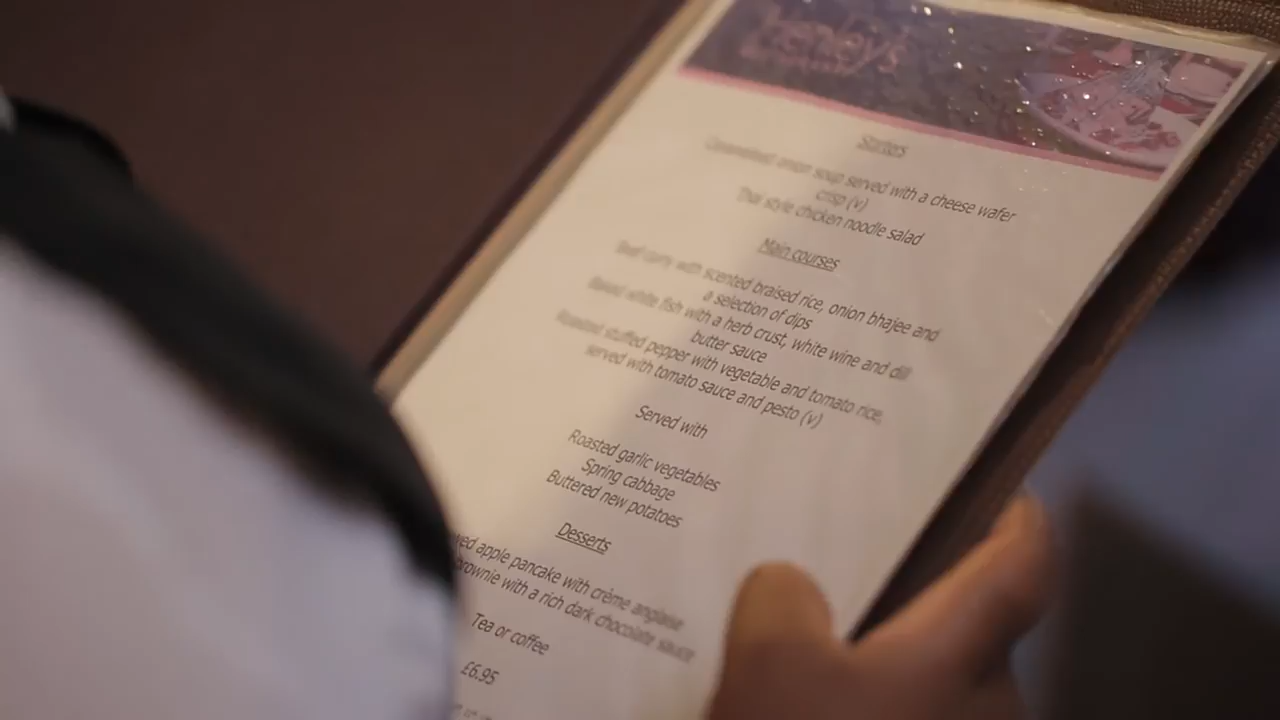 Starters
Caramelised onion soup served with a cheese wafer
crisp (v)
Thai style chicken noodle salad
Main courses
Beef curry with scented braised rice, onion bhajee and
a selection of dips
Baked white fish with a herb crust, white wine and dill
butter sauce
Roasted stuffed pepper with vegetable and tomato rice,
served with tomato sauce and pesto (v)
Served with
Roasted garlic vegetables
Spring cabbage
Buttered new potatoes
Desserts
apple pancake with crème anglaise
brownie with a rich dark chocolate sauce
Tea or coffee
£6.95